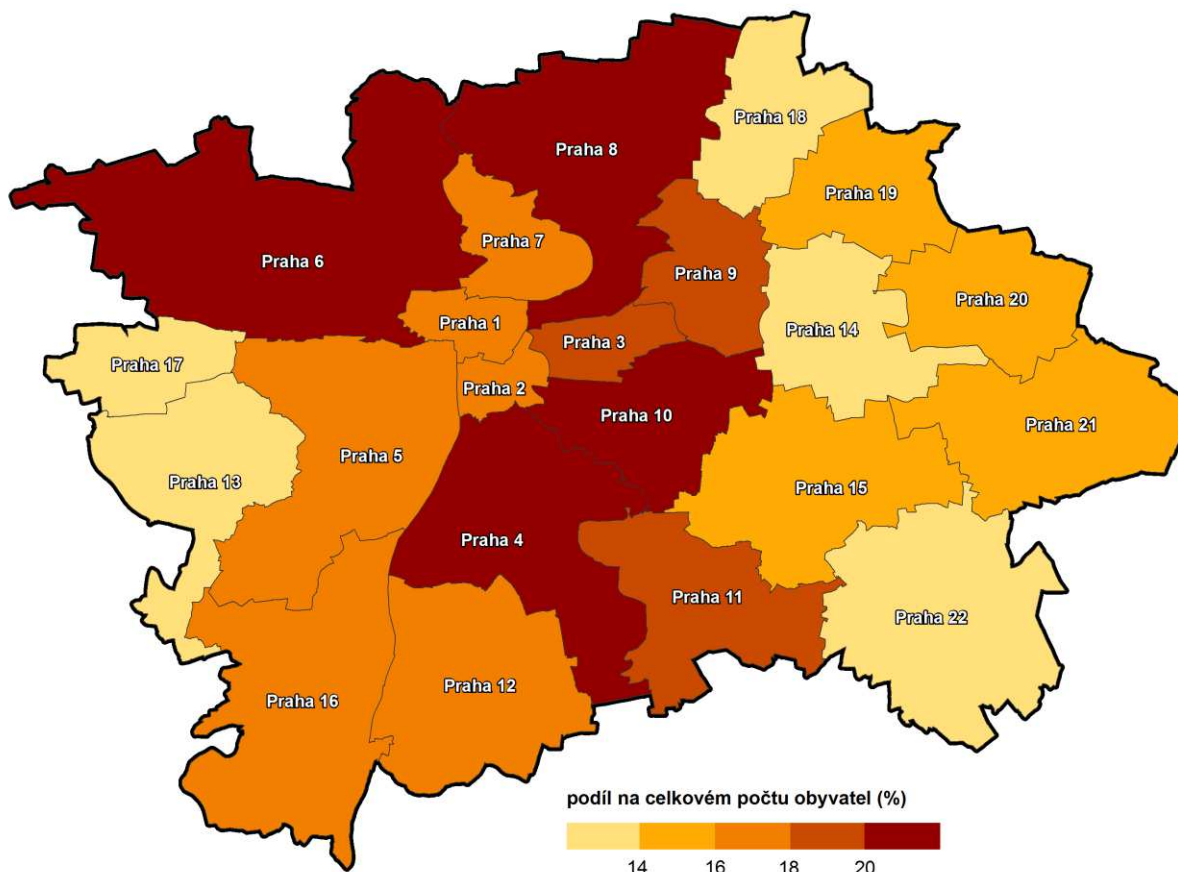 Praha 18
Praha 8
Praha 19
Praha 7
Praha 6
Praha 9
Praha 20
Praha 1
Praha 14
Praha 3
Praha 17
Praha 2
Praha 10
Praha 21
Praha 5
Praha 13
Praha 15
Praha 4
Praha 11
Praha 22
Praha 12
Praha 16
podíl na celkovém počtu obyvatel (%)
14 16 18 20